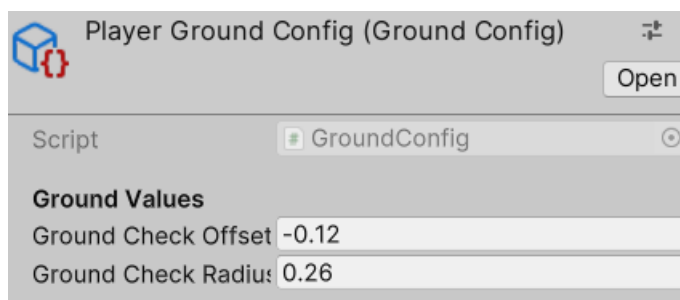 Player Ground Config (Ground Config)
Open
Script # GroundConfig
Ground Values
Ground Check Offset -0.12
Ground Check Radius 0.26